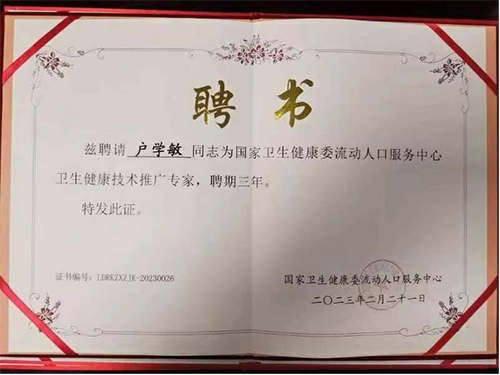 聘书
兹聘请 户学敏 同志为国家卫生健康委流动人口服务中心
卫生健康技术推广专家，聘期三年。
特发此证。
证书编号：LDRKZXZJK-20230026
国家卫生健康委流动人口服务中心
二〇二三年二月二十一日